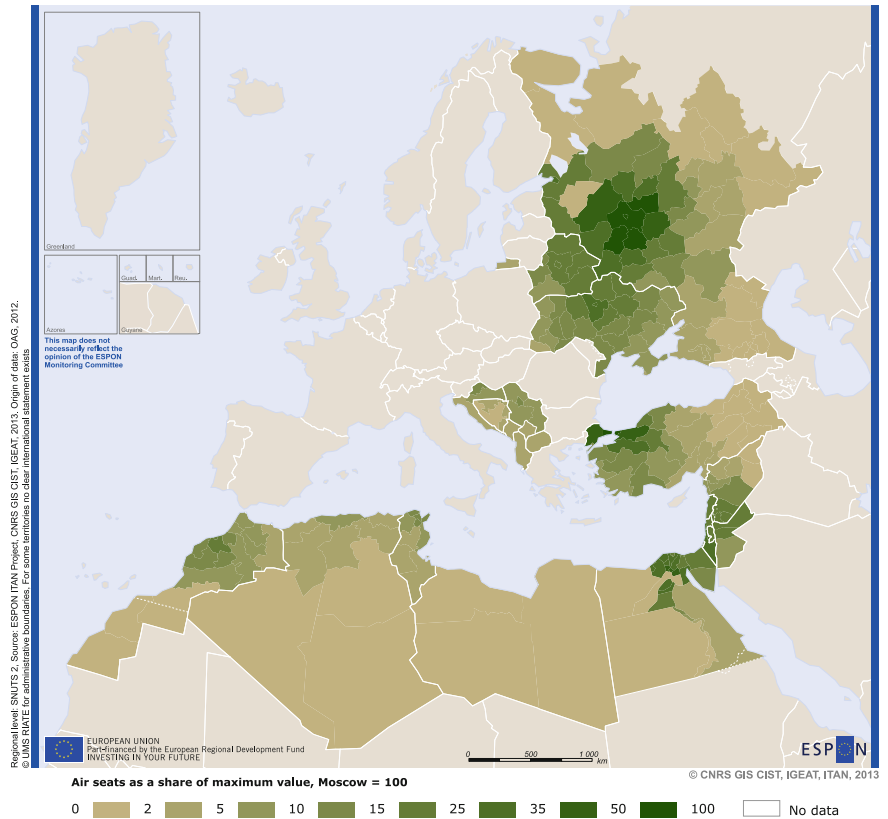 Greenland
Azores
Guad.
Mart.
Reu.
Guyane
This map does not
necessarily reflect the
opinion of the ESPON
Monitoring Committee
Regional level: SNUTS 2, Source: ESPON ITAN Project, CNRS GIS CIST, IGEAT, 2013. Origin of data: OAG, 2012.
© UMS RIATE for administrative boundaries, For some territories no clear international statement exists
EUROPEAN UNION
Part-financed by the European Regional Development Fund
INVESTING IN YOUR FUTURE
0 500 1 000
km
ESPON
© CNRS GIS CIST, IGEAT, ITAN, 2013
Air seats as a share of maximum value, Moscow = 100
0 2 5 10 15 25 35 50 100 No data